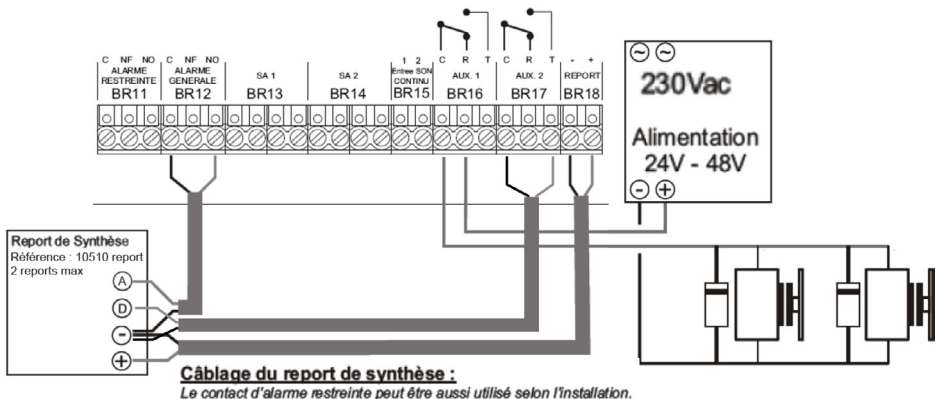 C NF NO C NF NO 1 2 C R T C R T - +
ALARME RESTREINTE BR11
ALARME GENERALE BR12
SA 1 BR13
SA 2 BR14
Entree SON CONTINU BR15
AUX. 1 BR16
AUX. 2 BR17
REPORT BR18
~ ~
230Vac
Alimentation
24V - 48V
- +
Report de Synthèse
Référence : 10510 report
2 reports max
A
D
-
+
Câblage du report de synthèse :
Le contact d'alarme restreinte peut être aussi utilisé selon l'installation.